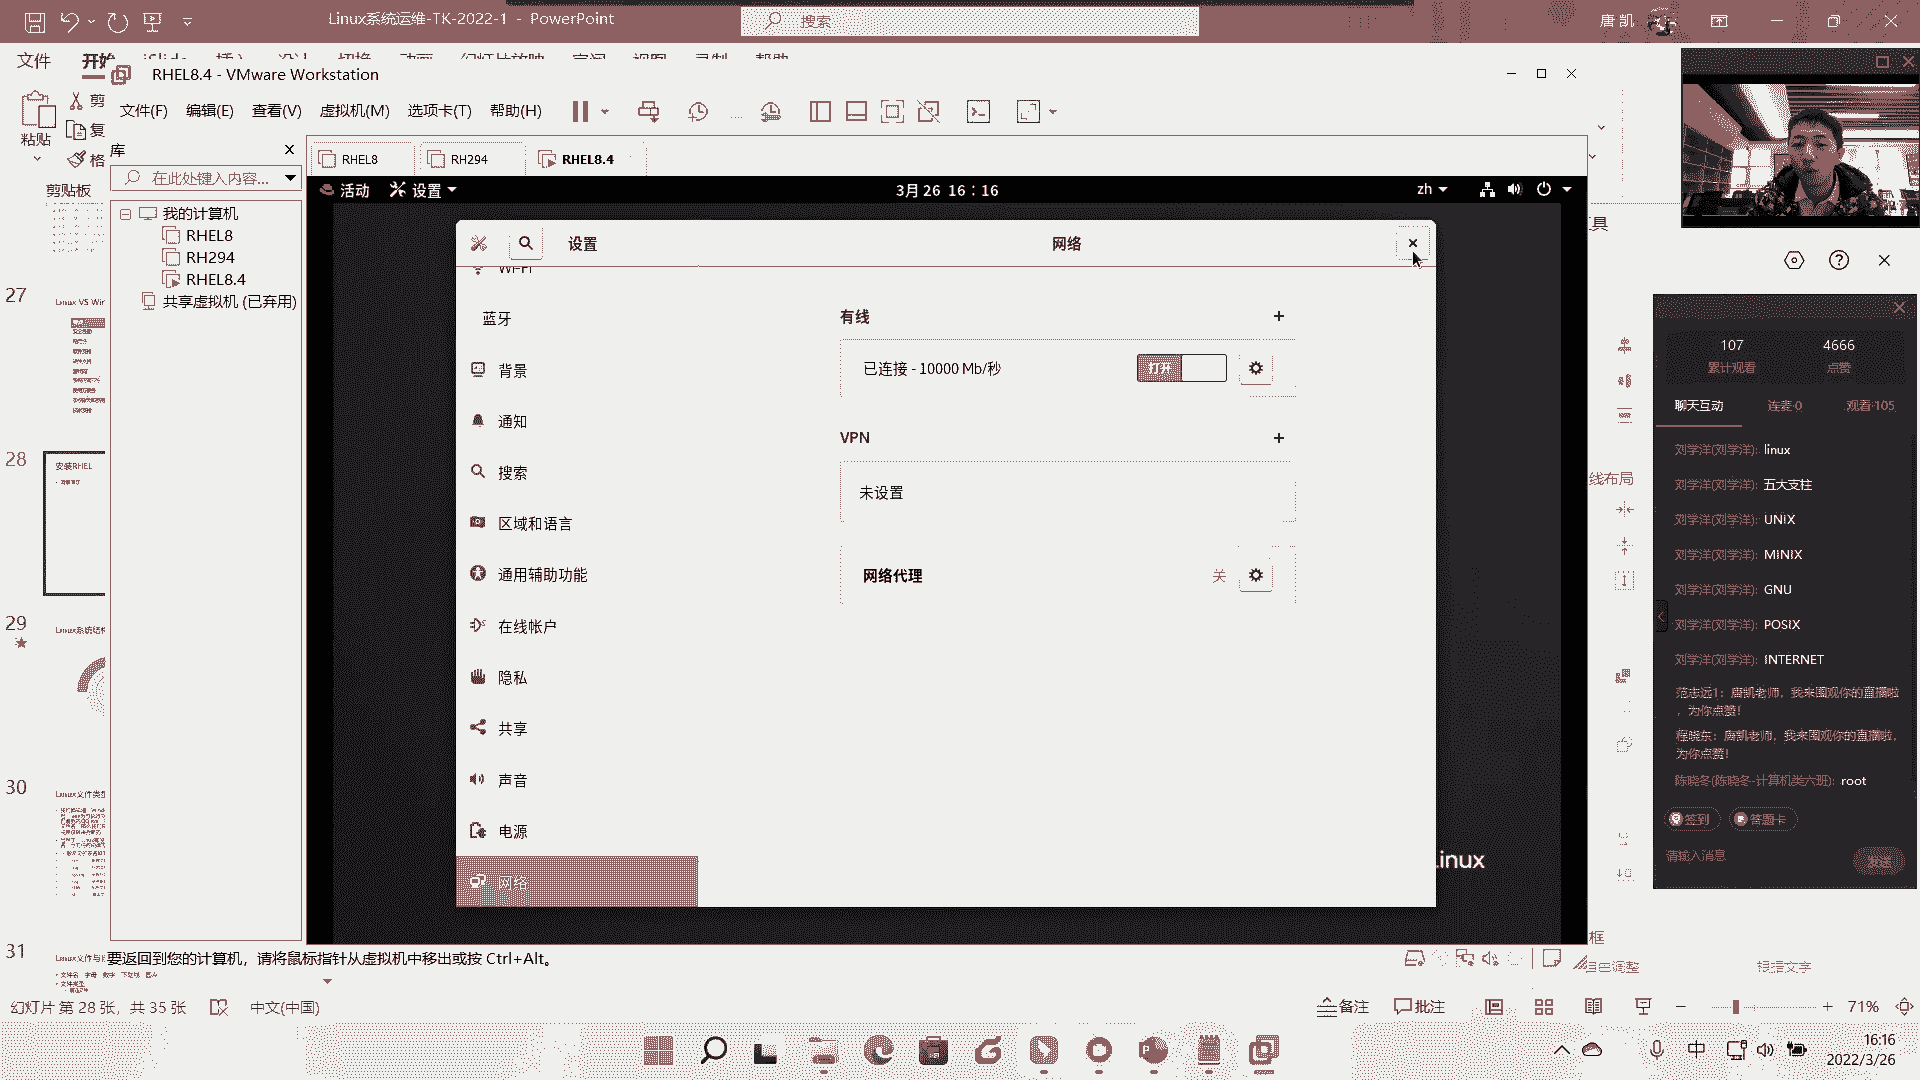 Linux系统运维-TK-2022-1 - PowerPoint
搜索
唐 凯
文件
开始
RHEL8.4 - VMware Workstation
文件(F) 编辑(E) 查看(V) 虚拟机(M) 选项卡(T) 帮助(H)
粘贴
剪
复
格
剪贴板
库
在此处键入内容...
我的计算机
RHEL8
RH294
RHEL8.4
共享虚拟机 (已弃用)
RHEL8
RH294
RHEL8.4
活动
设置
3月 26 16：16
zh
设置
网络
Wi-Fi
蓝牙
背景
通知
搜索
区域和语言
通用辅助功能
在线帐户
隐私
共享
声音
电源
网络
有线
已连接 - 10000 Mb/秒
打开
VPN
未设置
网络代理
关
Linux
27
28
安装RHEL
29
30
31
要返回到您的计算机，请将鼠标指针从虚拟机中移出或按 Ctrl+Alt。
具
线布局
框
根据文字
107
4666
累计观看
点赞
聊天互动
连麦·0
观看·105
刘学洋(刘学洋): linux
刘学洋(刘学洋): 五大支柱
刘学洋(刘学洋): UNIX
刘学洋(刘学洋): MINIX
刘学洋(刘学洋): GNU
刘学洋(刘学洋): POSIX
刘学洋(刘学洋): INTERNET
范志远1: 唐凯老师，我来围观你的直播啦
，为你点赞！
程晓东: 唐凯老师，我来围观你的直播啦，
为你点赞！
陈晓冬(陈晓冬-计算机类六班): root
签到
答题卡
请输入消息
发送
幻灯片 第 28 张，共 35 张
中文(中国)
备注
批注
71%
中
16:16
2022/3/26